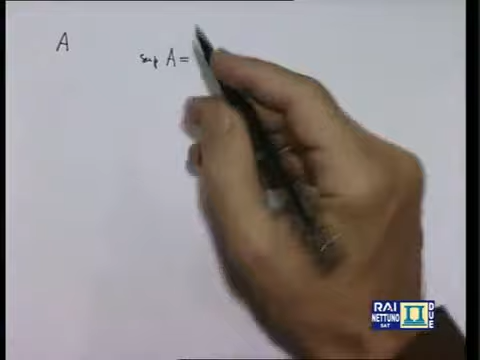 A
sup A =
RAI
NETTUNO
SAT
DUE